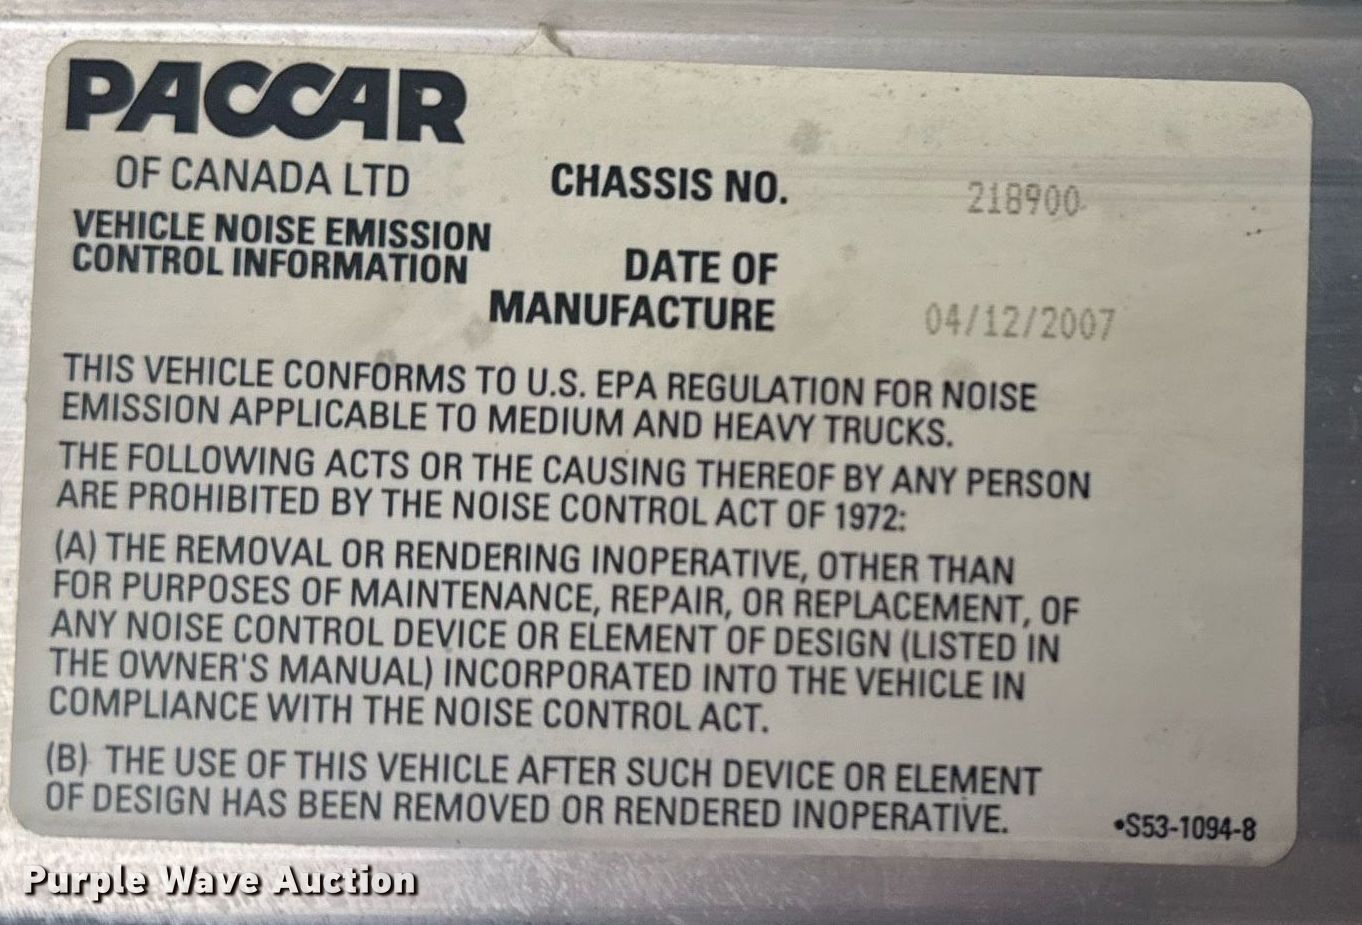 PACCAR
OF CANADA LTD
VEHICLE NOISE EMISSION
CONTROL INFORMATION
CHASSIS NO. 218900
DATE OF
MANUFACTURE 04/12/2007
THIS VEHICLE CONFORMS TO U.S. EPA REGULATION FOR NOISE
EMISSION APPLICABLE TO MEDIUM AND HEAVY TRUCKS.
THE FOLLOWING ACTS OR THE CAUSING THEREOF BY ANY PERSON
ARE PROHIBITED BY THE NOISE CONTROL ACT OF 1972:
(A) THE REMOVAL OR RENDERING INOPERATIVE, OTHER THAN
FOR PURPOSES OF MAINTENANCE, REPAIR, OR REPLACEMENT, OF
ANY NOISE CONTROL DEVICE OR ELEMENT OF DESIGN (LISTED IN
THE OWNER'S MANUAL) INCORPORATED INTO THE VEHICLE IN
COMPLIANCE WITH THE NOISE CONTROL ACT.
(B) THE USE OF THIS VEHICLE AFTER SUCH DEVICE OR ELEMENT
OF DESIGN HAS BEEN REMOVED OR RENDERED INOPERATIVE.
•S53-1094-8
Purple Wave Auction